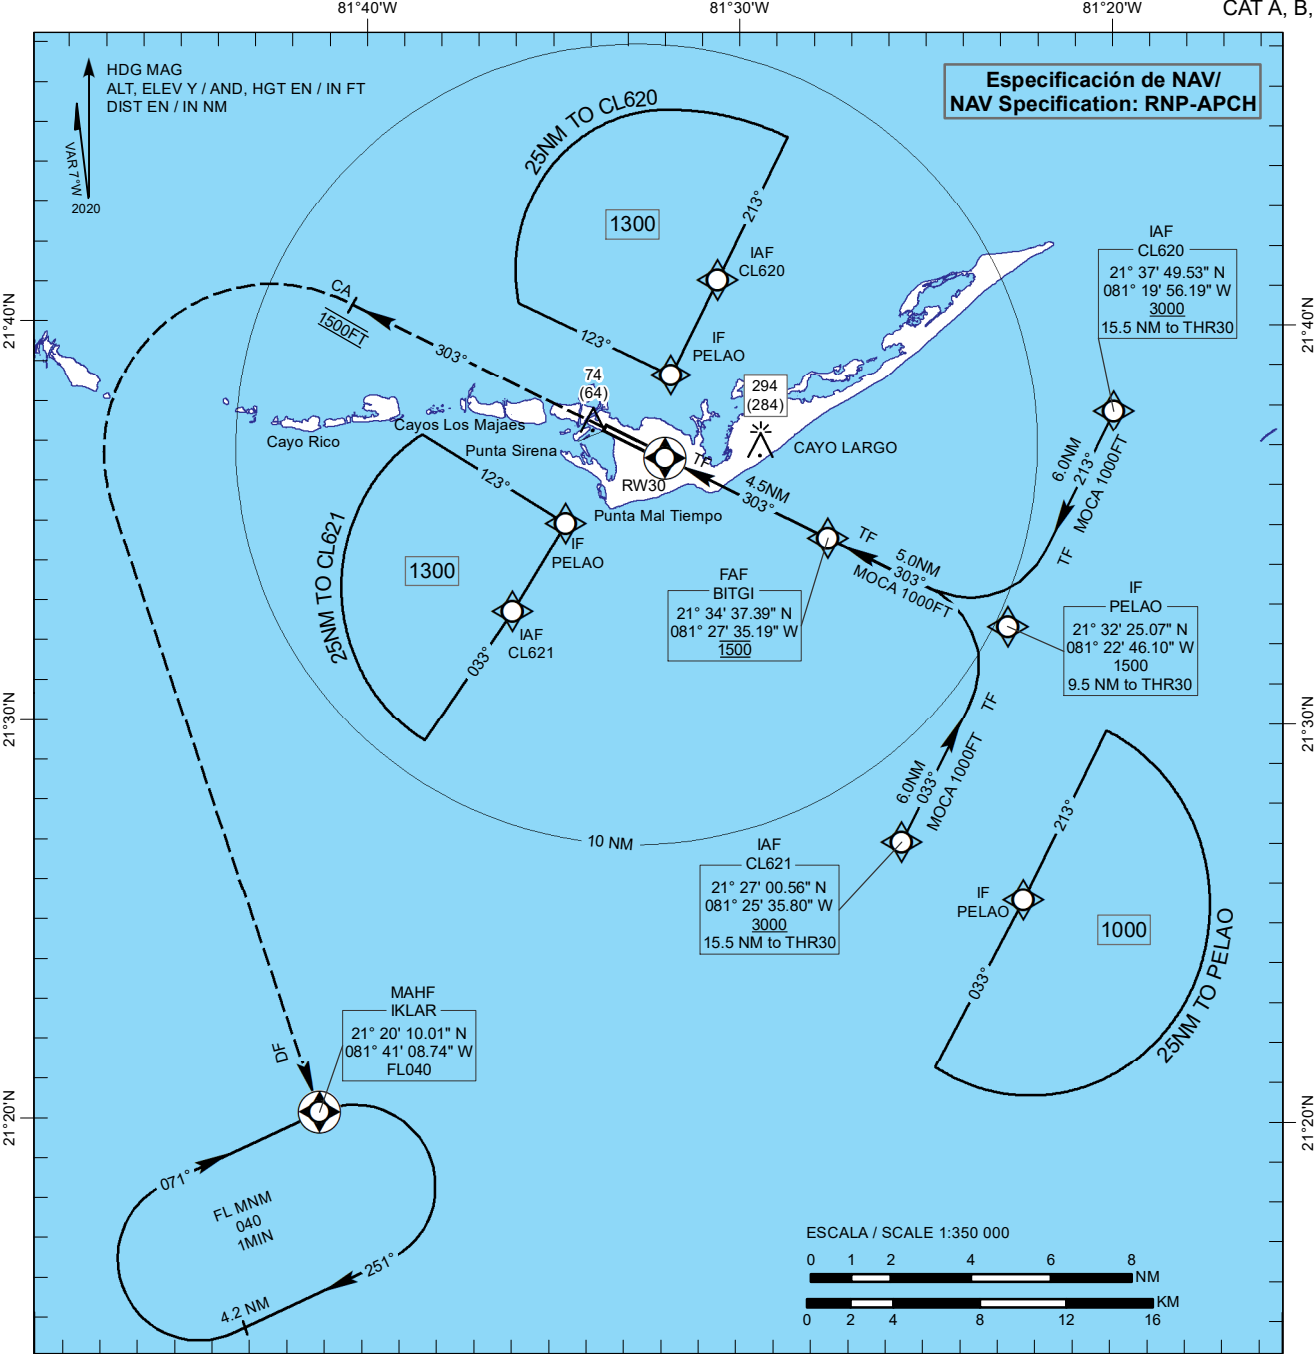 81°40'W
81°30'W
81°20'W
CAT A, B,
HDG MAG
ALT, ELEV Y / AND, HGT EN / IN FT
DIST EN / IN NM
VAR 7°W
2020
Especificación de NAV/
NAV Specification: RNP-APCH
25NM TO CL620
1300
213°
IAF
CL620
123°
IF
PELAO
IAF
CL620
21° 37' 49.53" N
081° 19' 56.19" W
3000
15.5 NM to THR30
21°40'N
21°40'N
CA
1500FT
303°
74
(64)
294
(284)
Cayo Rico
Cayos Los Majaes
Punta Sirena
CAYO LARGO
RW30
Punta Mal Tiempo
TF
4.5NM
303°
6.0NM
213°
MOCA 1000FT
TF
TF
5.0NM
303°
MOCA 1000FT
25NM TO CL621
123°
1300
IF
PELAO
IAF
CL621
033°
FAF
BITGI
21° 34' 37.39" N
081° 27' 35.19" W
1500
IF
PELAO
21° 32' 25.07" N
081° 22' 46.10" W
1500
9.5 NM to THR30
21°30'N
21°30'N
TF
6.0NM
033°
MOCA 1000FT
10 NM
IAF
CL621
21° 27' 00.56" N
081° 25' 35.80" W
3000
15.5 NM to THR30
213°
IF
PELAO
1000
033°
25NM TO PELAO
MAHF
IKLAR
21° 20' 10.01" N
081° 41' 08.74" W
FL040
DF
21°20'N
21°20'N
071°
FL MNM
040
1MIN
251°
4.2 NM
ESCALA / SCALE 1:350 000
0 1 2 4 6 8
NM
KM
0 2 4 8 12 16